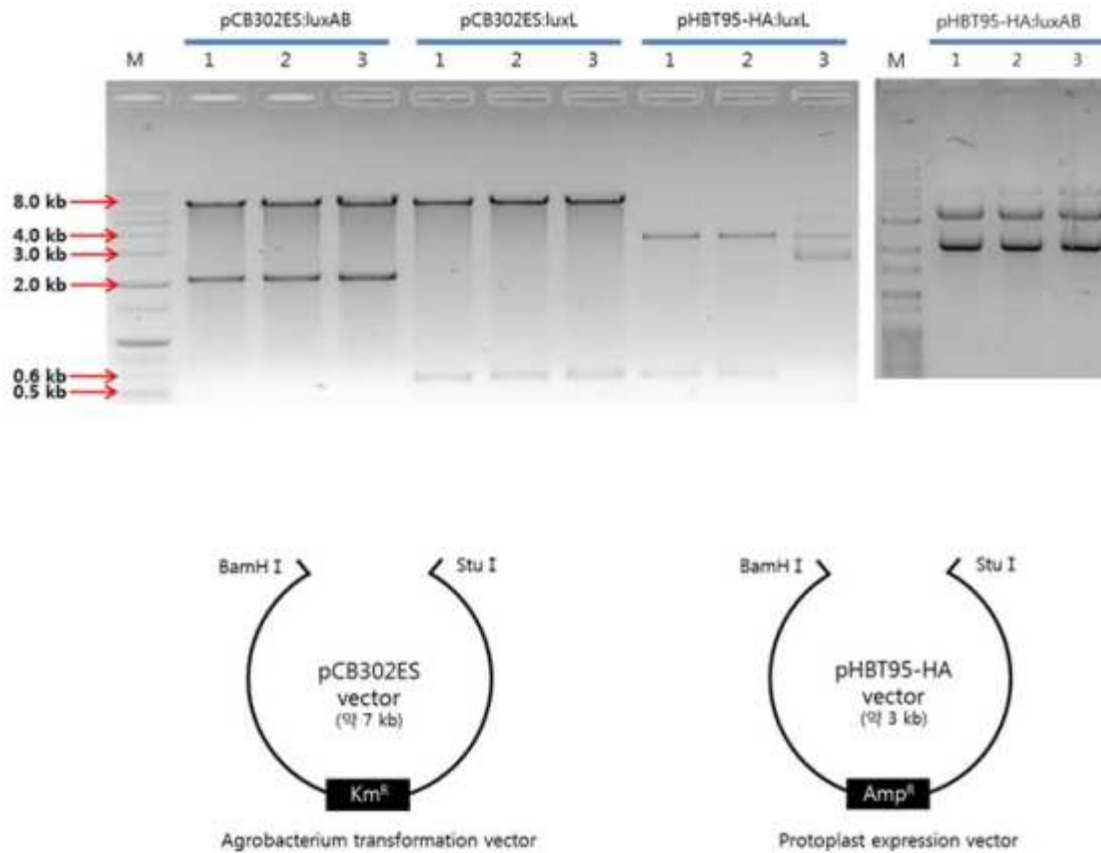 pCB302ES:luxAB pCB302ES:luxL pHBT95-HA:luxL pHBT95-HA:luxAB
M 1 2 3 1 2 3 1 2 3 M 1 2 3
8.0 kb
4.0 kb
3.0 kb
2.0 kb
0.6 kb
0.5 kb
BamH I Stu I BamH I Stu I
pCB302ES pHBT95-HA
vector vector
(약 7 kb) (약 3 kb)
Kmᴿ Ampᴿ
Agrobacterium transformation vector Protoplast expression vector